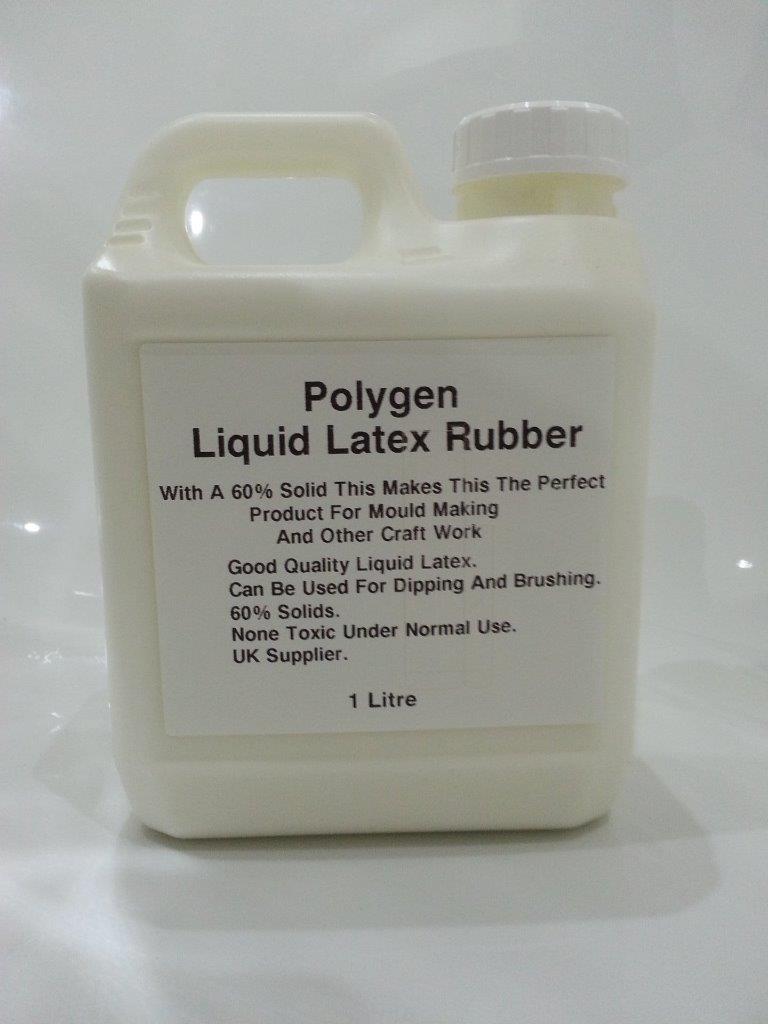 Polygen
Liquid Latex Rubber
With A 60% Solid This Makes This The Perfect
Product For Mould Making
And Other Craft Work
Good Quality Liquid Latex.
Can Be Used For Dipping And Brushing.
60% Solids.
None Toxic Under Normal Use.
UK Supplier.
1 Litre